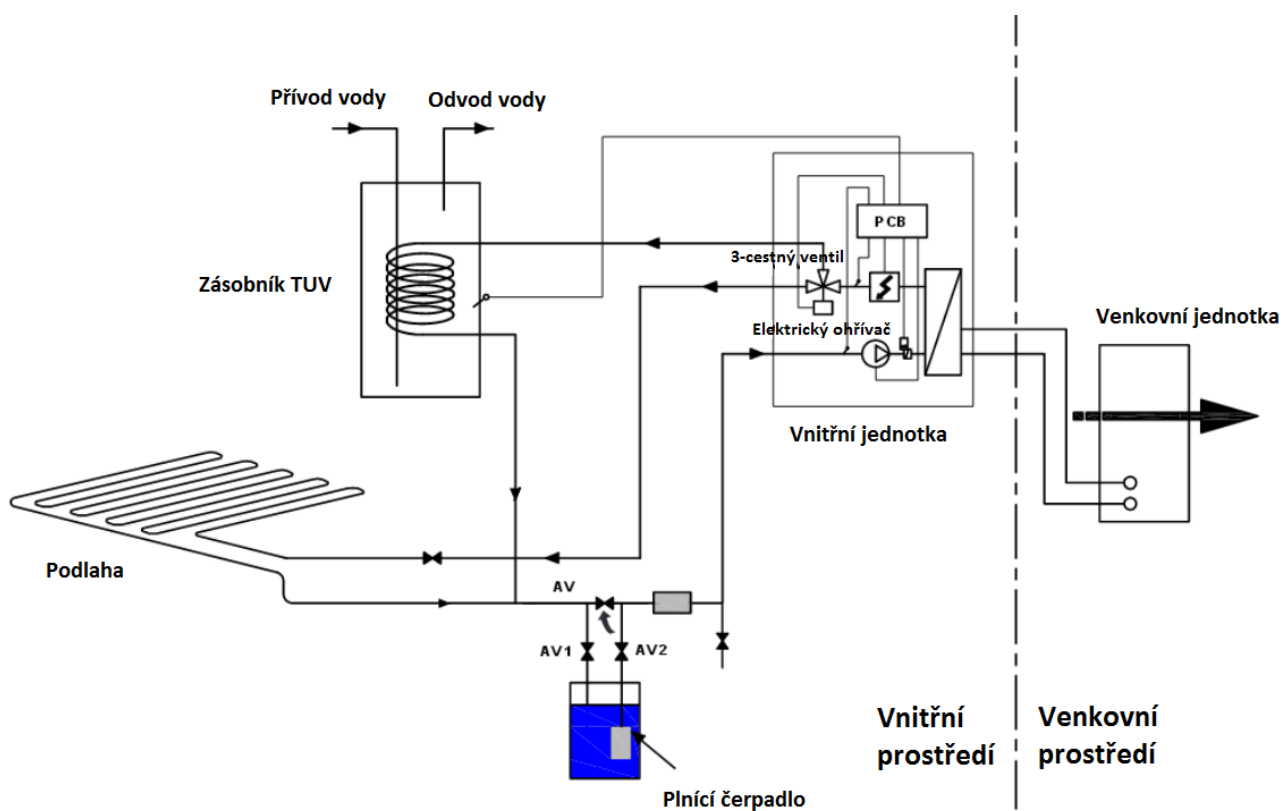 Přívod vody
Odvod vody
Zásobník TUV
PCB
3-cestný ventil
Elektrický ohřívač
Vnitřní jednotka
Venkovní jednotka
Podlaha
AV
AV1
AV2
Plnící čerpadlo
Vnitřní
prostředí
Venkovní
prostředí